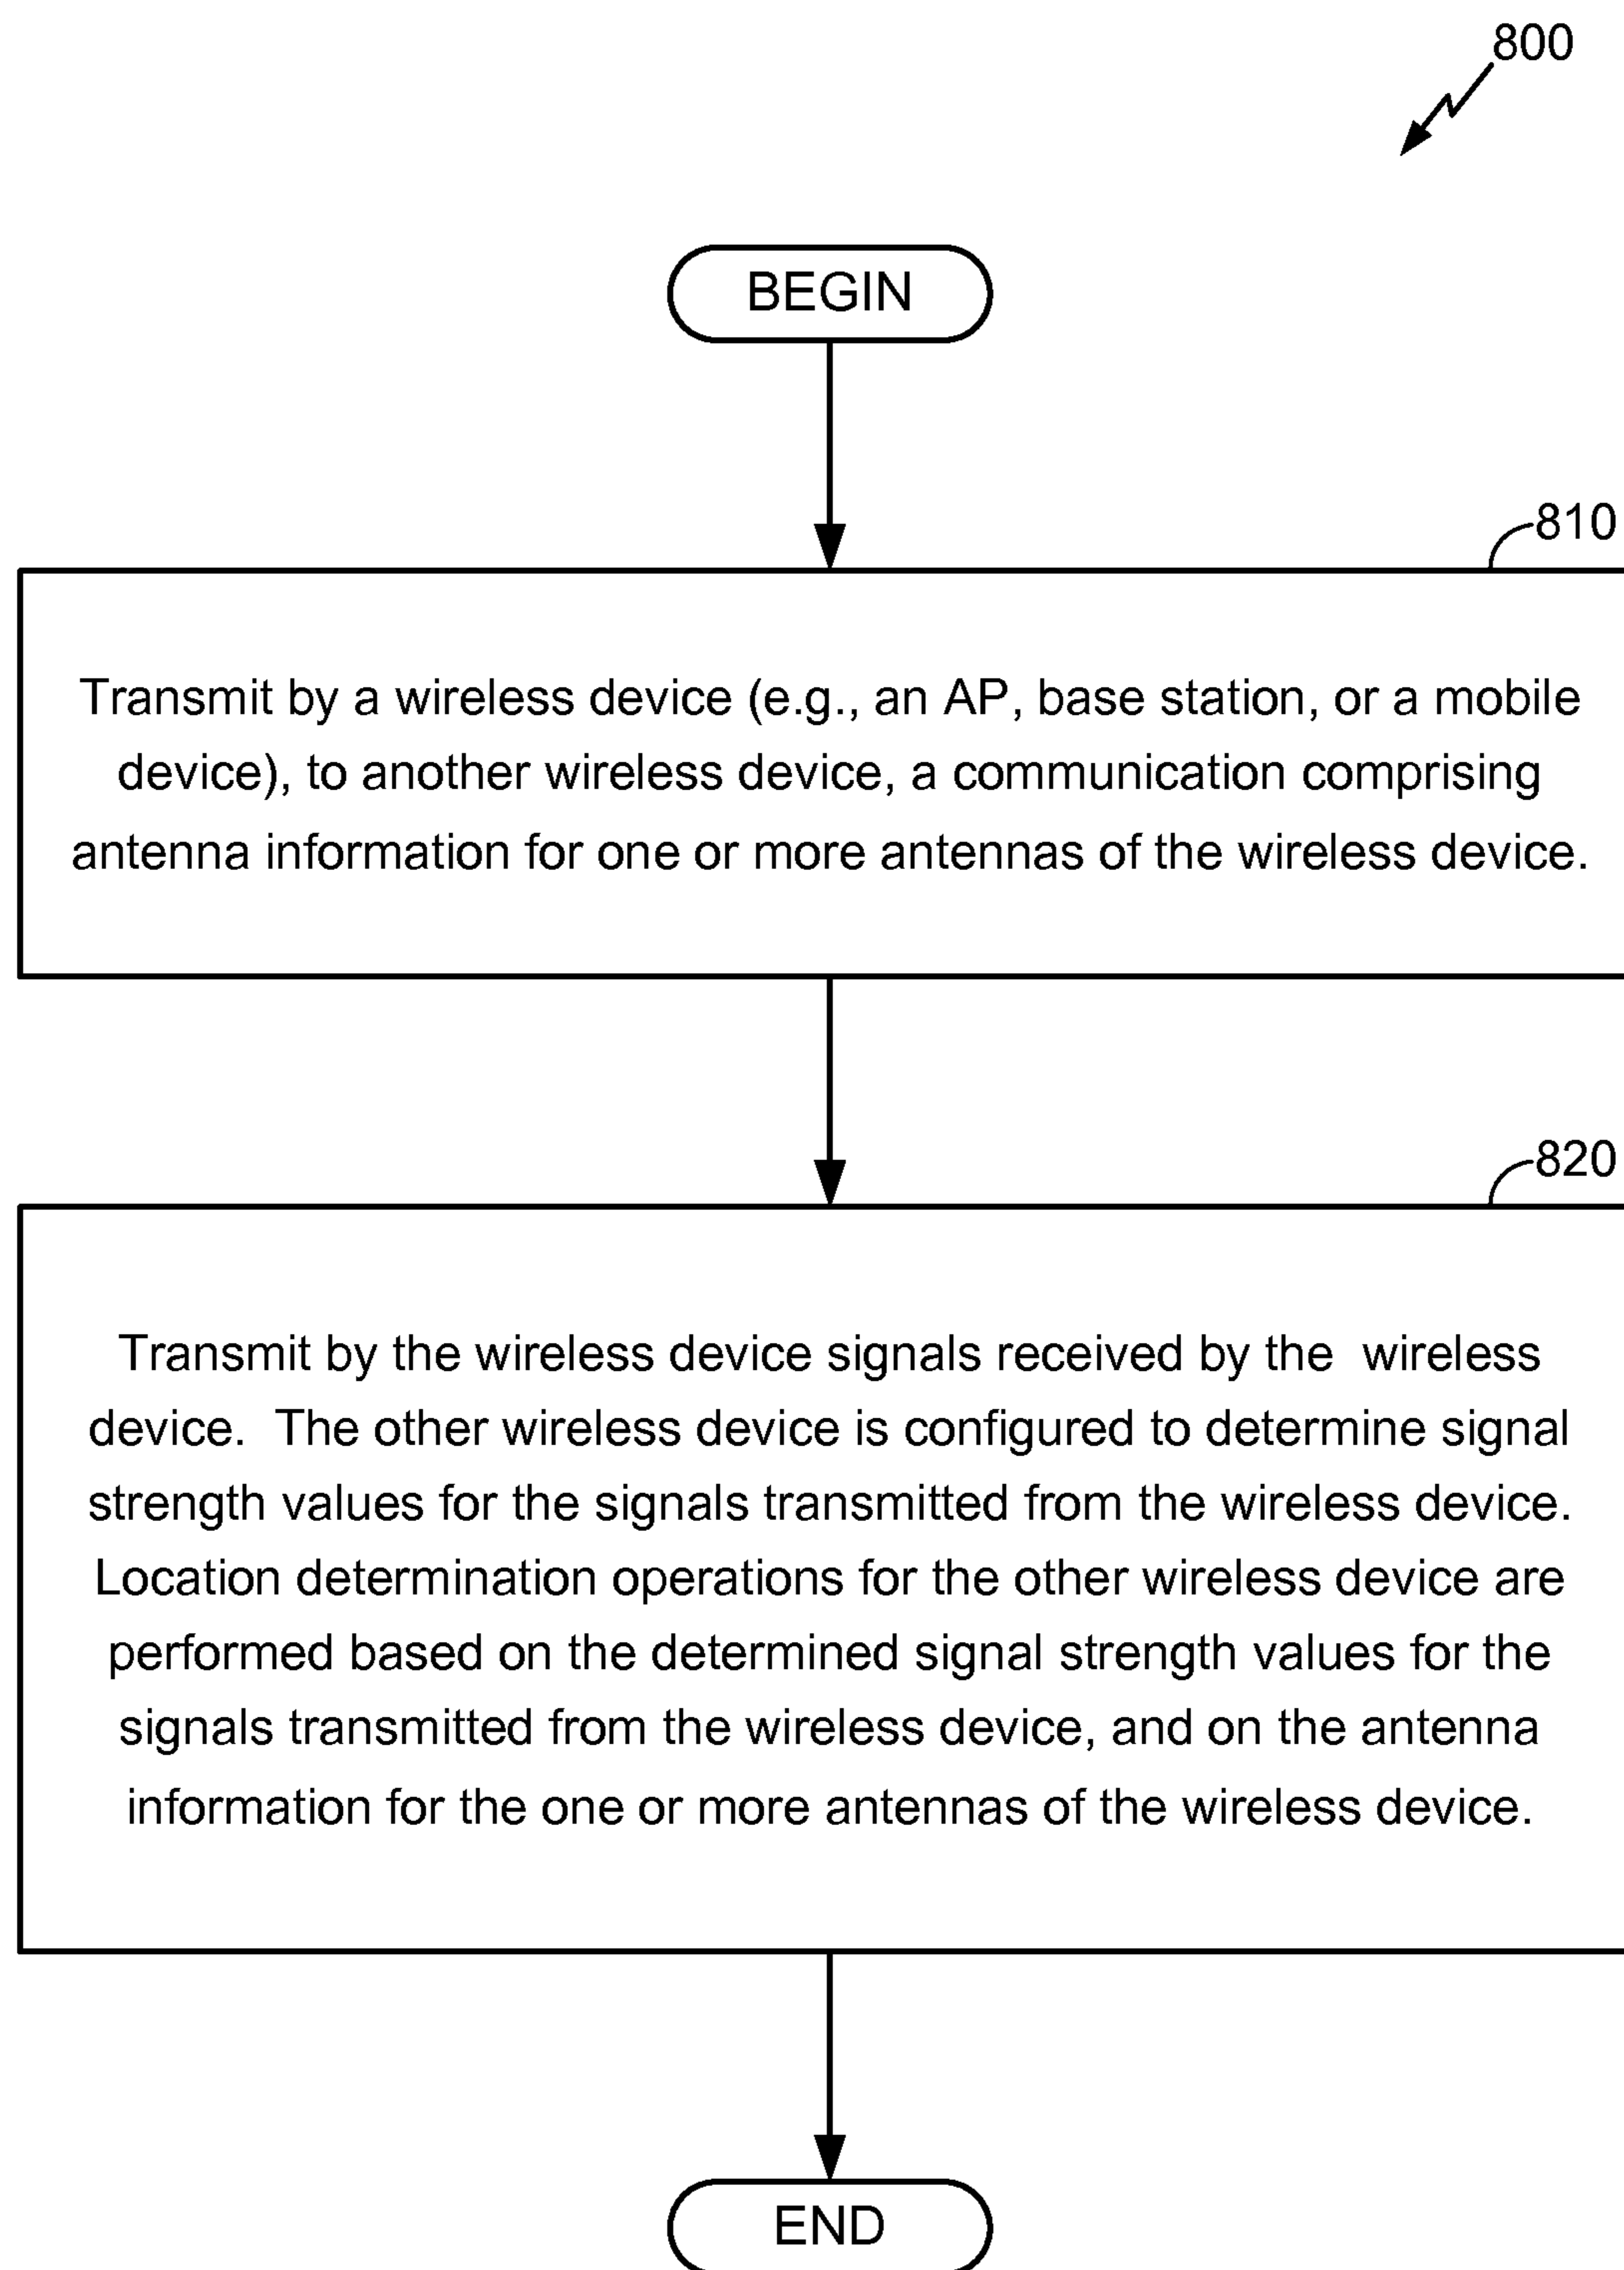 800
BEGIN
810
Transmit by a wireless device (e.g., an AP, base station, or a mobile
device), to another wireless device, a communication comprising
antenna information for one or more antennas of the wireless device.
820
Transmit by the wireless device signals received by the  wireless
device.  The other wireless device is configured to determine signal
strength values for the signals transmitted from the wireless device.
Location determination operations for the other wireless device are
performed based on the determined signal strength values for the
signals transmitted from the wireless device, and on the antenna
information for the one or more antennas of the wireless device.
END